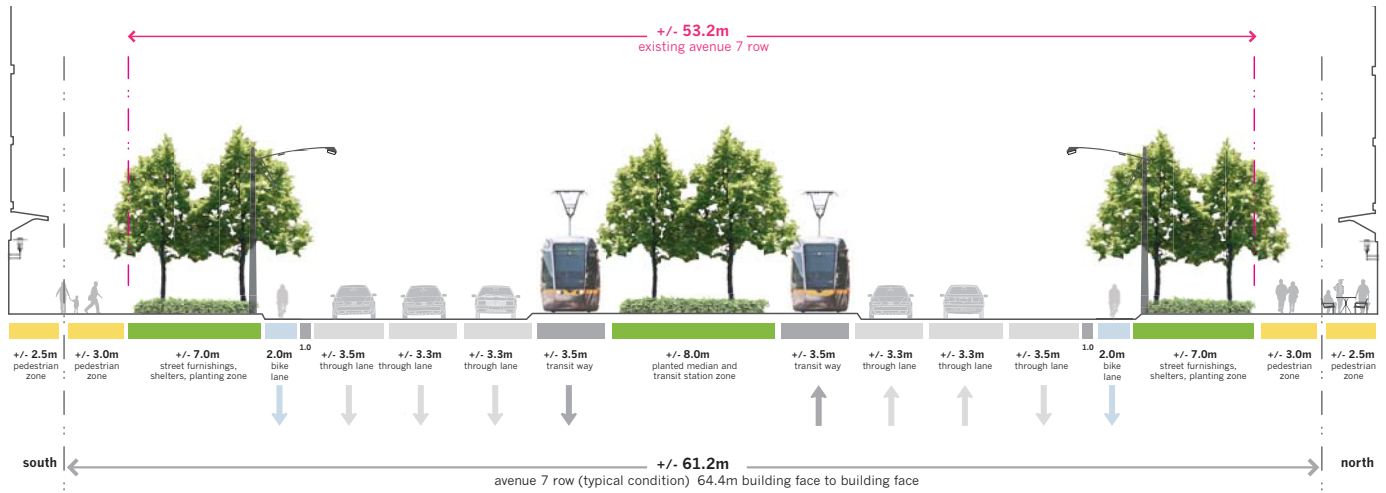 +/- 53.2m
existing avenue 7 row
+/- 2.5m
pedestrian
zone
+/- 3.0m
pedestrian
zone
+/- 7.0m
street furnishings,
shelters, planting zone
2.0m
bike
lane
1.0
+/- 3.5m
through lane
+/- 3.3m
through lane
+/- 3.3m
through lane
+/- 3.5m
transit way
+/- 8.0m
planted median and
transit station zone
+/- 3.5m
transit way
+/- 3.3m
through lane
+/- 3.3m
through lane
+/- 3.5m
through lane
1.0
2.0m
bike
lane
+/- 7.0m
street furnishings,
shelters, planting zone
+/- 3.0m
pedestrian
zone
+/- 2.5m
pedestrian
zone
south
+/- 61.2m
north
avenue 7 row (typical condition) 64.4m building face to building face